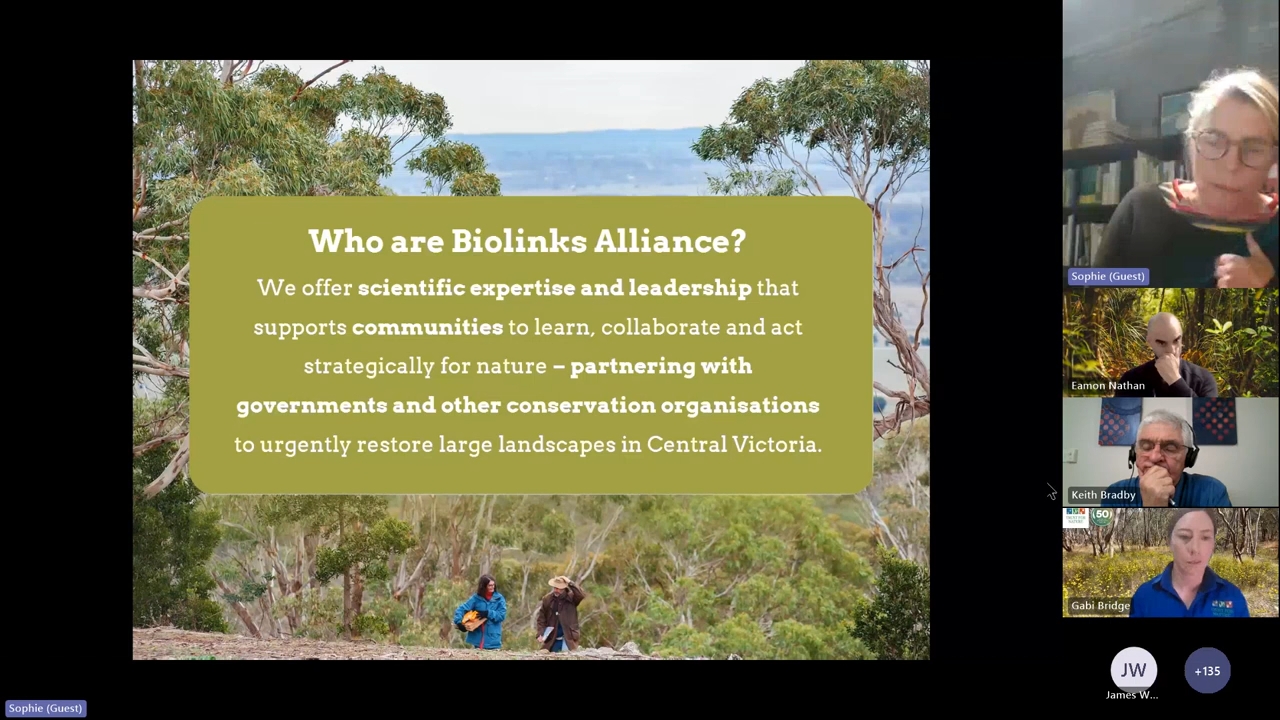 Who are Biolinks Alliance?
We offer scientific expertise and leadership that
supports communities to learn, collaborate and act
strategically for nature – partnering with
governments and other conservation organisations
to urgently restore large landscapes in Central Victoria.
Sophie (Guest)
Eamon Nathan
Keith Bradby
50
Gabi Bridge
JW
James W...
+135
Sophie (Guest)